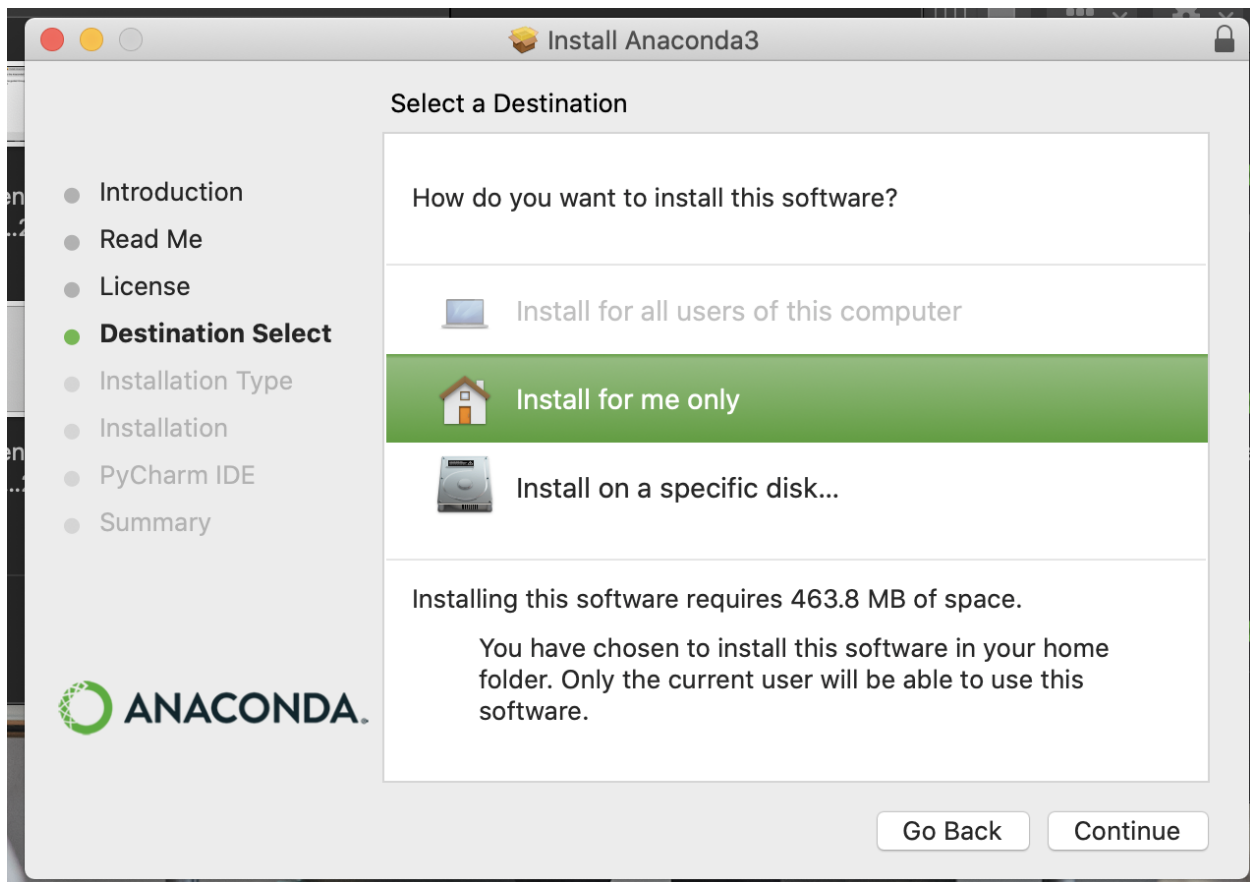 Install Anaconda3
Select a Destination
Introduction
Read Me
License
Destination Select
Installation Type
Installation
PyCharm IDE
Summary
ANACONDA.
How do you want to install this software?
Install for all users of this computer
Install for me only
Install on a specific disk...
Installing this software requires 463.8 MB of space.
You have chosen to install this software in your home
folder. Only the current user will be able to use this
software.
Go Back
Continue